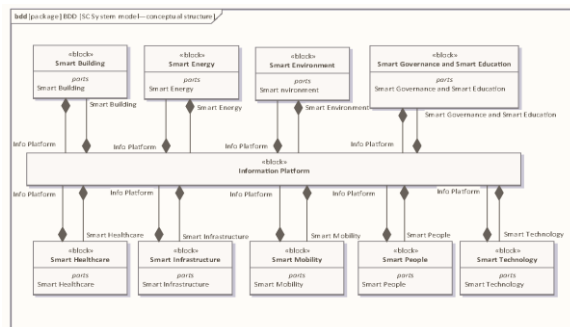 bdd [package] BDD [SC System model—conceptual structure]
«block»
Smart Building
parts
Smart Building
«block»
Smart Energy
parts
Smart Energy
«block»
Smart Environment
parts
Smart nvironment
«block»
Smart Governance and Smart Education
parts
Smart Governance and Smart Education
Smart Building
Smart Energy
Smart Environment
Smart Governance and Smart Education
Info Platform
Info Platform
Info Platform
Info Platform
«block»
Information Platform
Info Platform
Info Platform
Info Platform
Info Platform
Info Platform
Smart Healthcare
Smart Infrastructure
Smart Mobility
Smart People
Smart Technology
«block»
Smart Healthcare
parts
Smart Healthcare
«block»
Smart Infrastructure
parts
Smart Infrastructure
«block»
Smart Mobility
parts
Smart Mobility
«block»
Smart People
parts
Smart People
«block»
Smart Technology
parts
Smart Technology